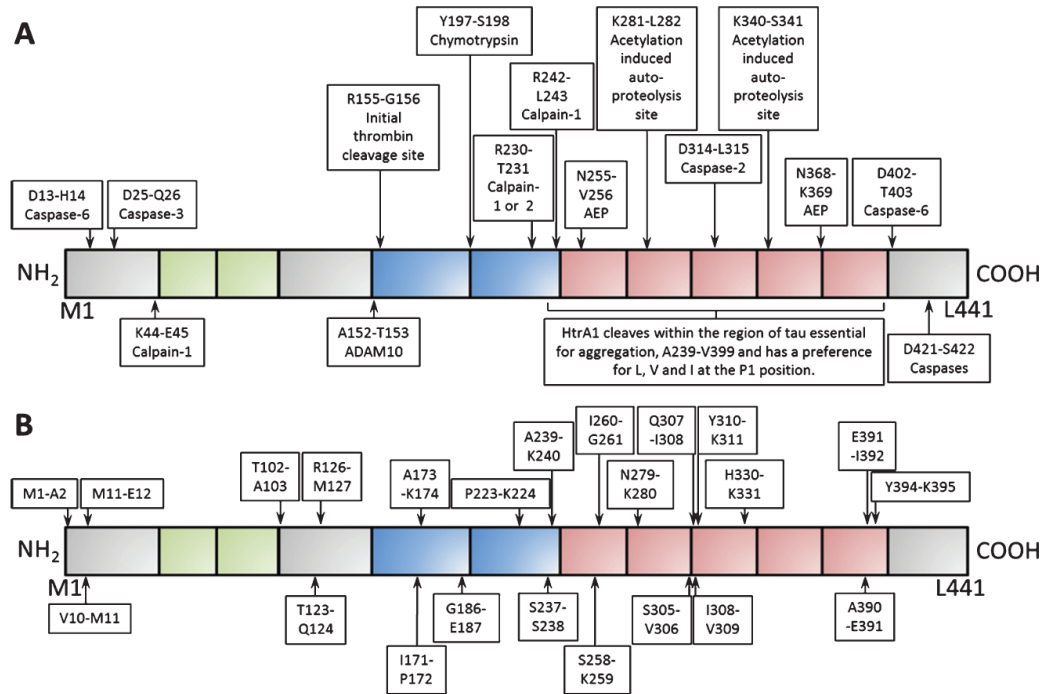 A
Y197-S198
Chymotrypsin
K281-L282
Acetylation
induced
auto-
proteolysis
site
K340-S341
Acetylation
induced
auto-
proteolysis
site
R155-G156
Initial
thrombin
cleavage site
R242-
L243
Calpain-1
R230-
T231
Calpain-
1 or 2
N255-
V256
AEP
D314-L315
Caspase-2
N368-
K369
AEP
D402-
T403
Caspase-6
D13-H14
Caspase-6
D25-Q26
Caspase-3
NH2
COOH
M1
L441
K44-E45
Calpain-1
A152-T153
ADAM10
HtrA1 cleaves within the region of tau essential
for aggregation, A239-V399 and has a preference
for L, V and I at the P1 position.
D421-S422
Caspases
B
M1-A2
M11-E12
T102-
A103
R126-
M127
A173
-K174
P223-K224
A239-
K240
I260-
G261
N279-
K280
Q307
-I308
Y310-
K311
H330-
K331
E391
-I392
Y394-K395
NH2
COOH
M1
L441
V10-M11
T123-
Q124
I171-
P172
G186-
E187
S237-
S238
S258-
K259
S305-
V306
I308-
V309
A390
-E391